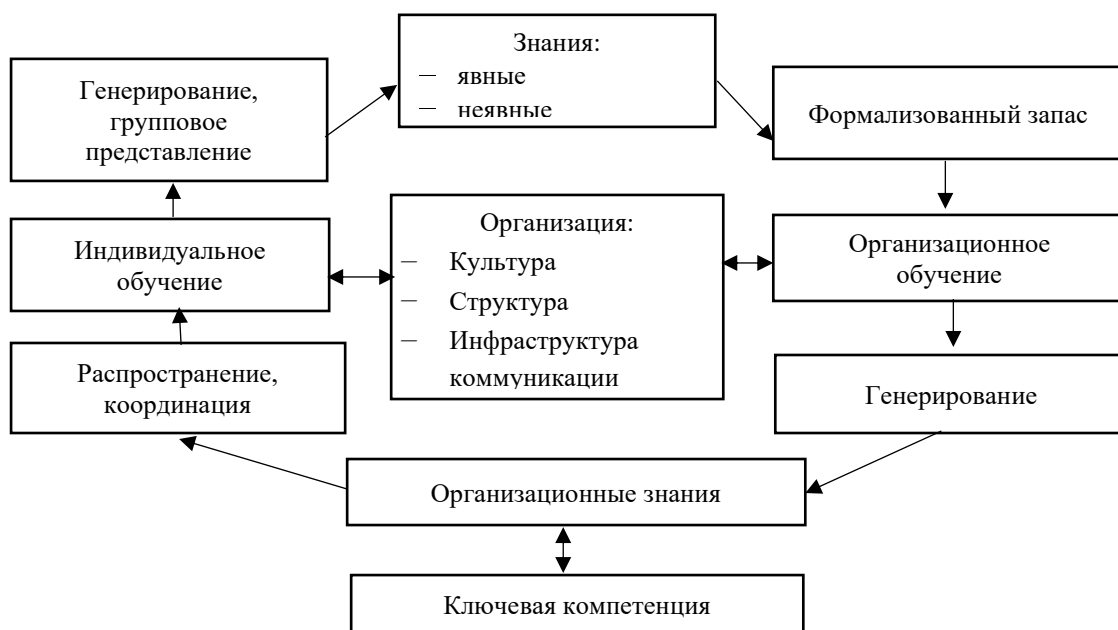 Знания:
— явные
— неявные
Генерирование,
групповое
представление
Формализованный запас
Индивидуальное
обучение
Организация:
— Культура
— Структура
— Инфраструктура
коммуникации
Организационное
обучение
Распространение,
координация
Генерирование
Организационные знания
Ключевая компетенция